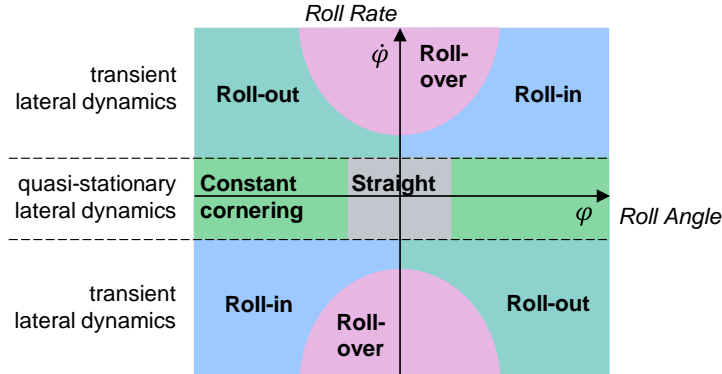 Roll Rate
φ̇
transient
lateral dynamics
Roll-out
Roll-
over
Roll-in
quasi-stationary
lateral dynamics
Constant
cornering
Straight
φ
Roll Angle
transient
lateral dynamics
Roll-in
Roll-
over
Roll-out